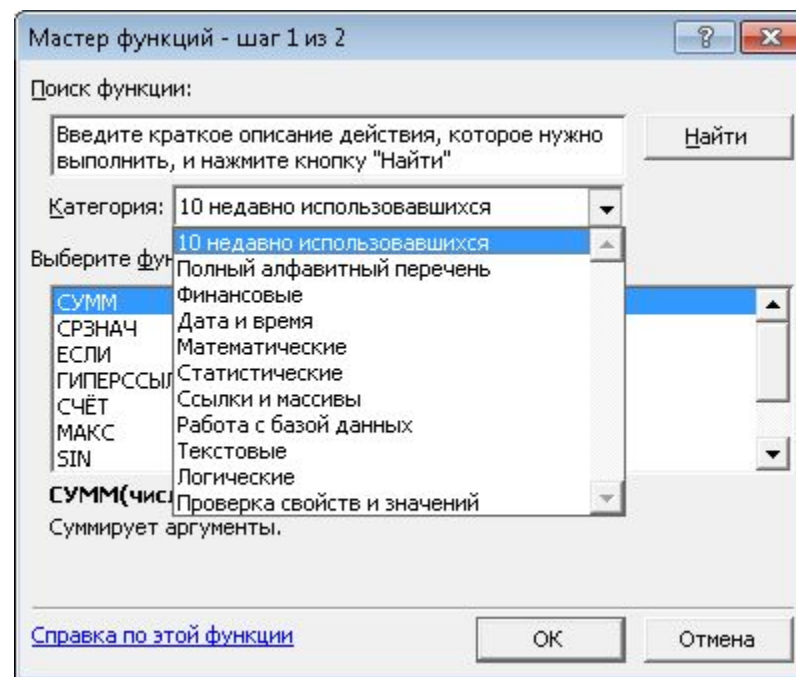 Мастер функций - шаг 1 из 2
Поиск функции:
Введите краткое описание действия, которое нужно
выполнить, и нажмите кнопку "Найти"
Найти
Категория: 10 недавно использовавшихся
10 недавно использовавшихся
Полный алфавитный перечень
Финансовые
Дата и время
Математические
Статистические
Ссылки и массивы
Работа с базой данных
Текстовые
Логические
Проверка свойств и значений
Выберите
СУММ
СРЗНАЧ
ЕСЛИ
СЧЁТ
МАКС
SIN
Суммирует аргументы.
Справка по этой функции
ОК
Отмена